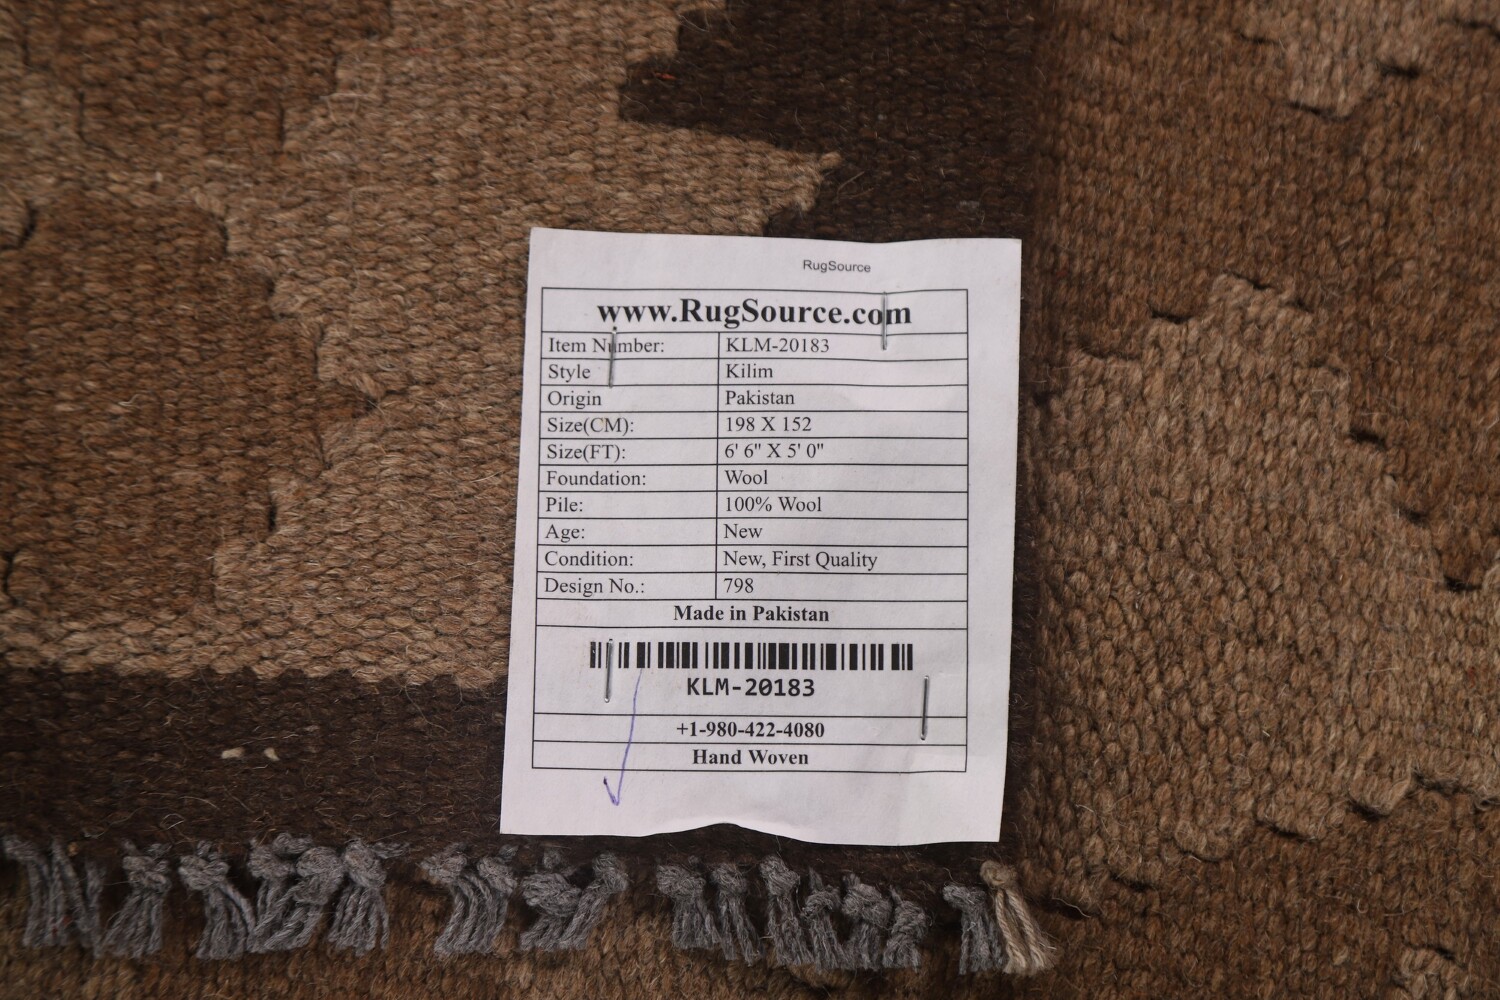 RugSource
www.RugSource.com
Item Number: KLM-20183
Style Kilim
Origin Pakistan
Size(CM): 198 X 152
Size(FT): 6' 6" X 5' 0"
Foundation: Wool
Pile: 100% Wool
Age: New
Condition: New, First Quality
Design No.: 798
Made in Pakistan
KLM-20183
+1-980-422-4080
Hand Woven